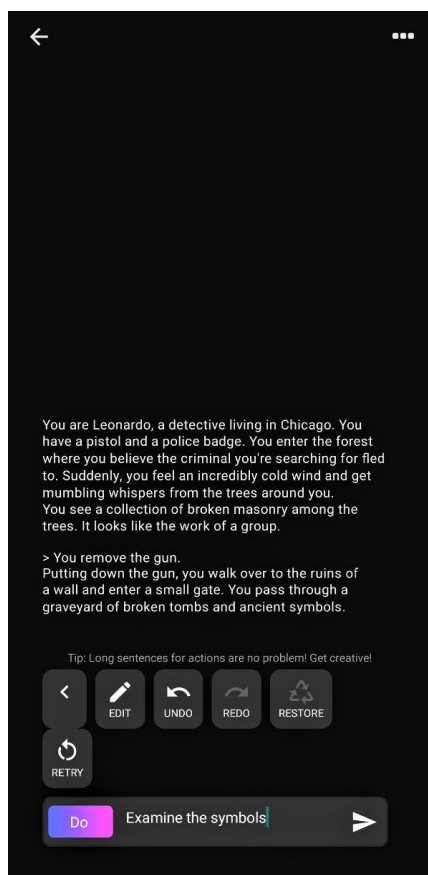 You are Leonardo, a detective living in Chicago. You
have a pistol and a police badge. You enter the forest
where you believe the criminal you're searching for fled
to. Suddenly, you feel an incredibly cold wind and get
mumbling whispers from the trees around you.
You see a collection of broken masonry among the
trees. It looks like the work of a group.
> You remove the gun.
Putting down the gun, you walk over to the ruins of
a wall and enter a small gate. You pass through a
graveyard of broken tombs and ancient symbols.
Tip: Long sentences for actions are no problem! Get creative!
EDIT UNDO REDO RESTORE
RETRY
Do Examine the symbols